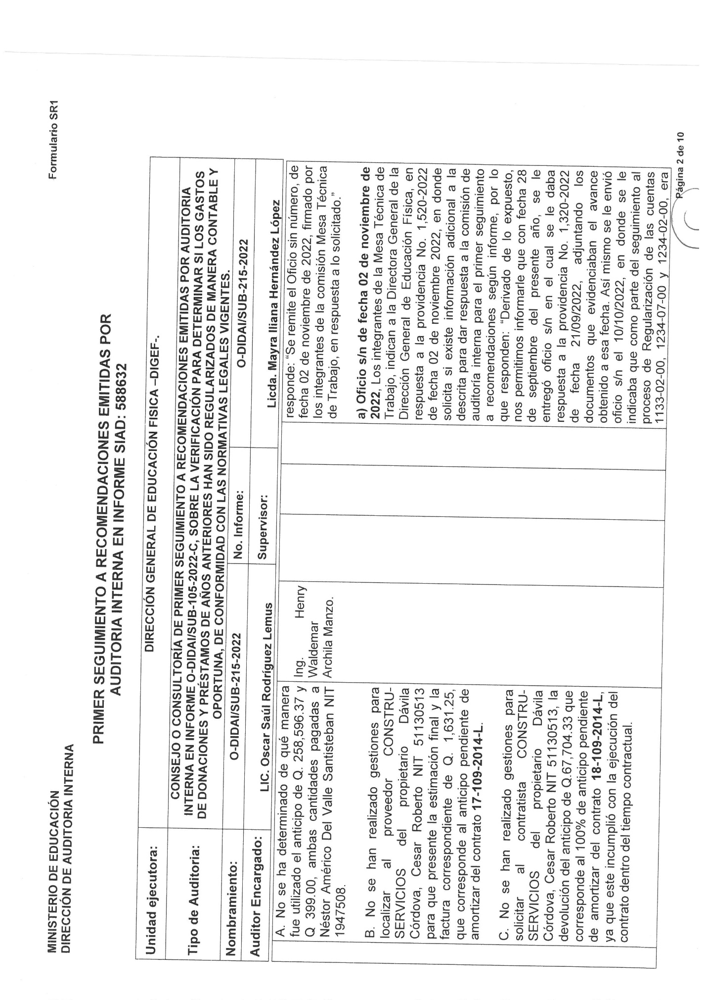 MINISTERIO DE EDUCACIÓN
DIRECCIÓN DE AUDITORIA INTERNA
Formulario SR1
PRIMER SEGUIMIENTO A RECOMENDACIONES EMITIDAS POR
AUDITORIA INTERNA EN INFORME SIAD: 588632
Unidad ejecutora:
DIRECCIÓN GENERAL DE EDUCACIÓN FISICA –DIGEF-.
Tipo de Auditoria:
CONSEJO O CONSULTORÍA DE PRIMER SEGUIMIENTO A RECOMENDACIONES EMITIDAS POR AUDITORIA
INTERNA EN INFORME O-DIDAI/SUB-105-2022-C, SOBRE LA VERIFICACIÓN PARA DETERMINAR SI LOS GASTOS
DE DONACIONES Y PRÉSTAMOS DE AÑOS ANTERIORES HAN SIDO REGULARIZADOS DE MANERA CONTABLE Y
OPORTUNA, DE CONFORMIDAD CON LAS NORMATIVAS LEGALES VIGENTES.
Nombramiento:
O-DIDAI/SUB-215-2022
No. Informe:
O-DIDAI/SUB-215-2022
Auditor Encargado:
LIC. Oscar Saúl Rodríguez Lemus
Supervisor:
Licda. Mayra Iliana Hernández López
A. No se ha determinado de qué manera
fue utilizado el anticipo de Q. 258,596.37 y
Q 399.00, ambas cantidades pagadas a
Néstor Américo Del Valle Santisteban NIT
1947508.
B. No se han realizado gestiones para
localizar al proveedor CONSTRU-
SERVICIOS del propietario Dávila
Córdova, Cesar Roberto NIT 51130513
para que presente la estimación final y la
factura correspondiente de Q. 1,631.25,
que corresponde al anticipo pendiente de
amortizar del contrato 17-109-2014-L.
C. No se han realizado gestiones para
solicitar al contratista CONSTRU-
SERVICIOS del propietario Dávila
Córdova, Cesar Roberto NIT 51130513, la
devolución del anticipo de Q.67,704.33 que
corresponde al 100% de anticipo pendiente
de amortizar del contrato 18-109-2014-L,
ya que este incumplió con la ejecución del
contrato dentro del tiempo contractual.
Ing. Henry
Waldemar
Archila Manzo.
responde: “Se remite el Oficio sin número, de
fecha 02 de noviembre de 2022, firmado por
los integrantes de la comisión Mesa Técnica
de Trabajo, en respuesta a lo solicitado.”
a) Oficio s/n de fecha 02 de noviembre de
2022, Los integrantes de la Mesa Técnica de
Trabajo, indican a la Directora General de la
Dirección General de Educación Física, en
respuesta a la providencia No. 1,520-2022
de fecha 02 de noviembre 2022, en donde
solicita si existe información adicional a la
descrita para dar respuesta a la comisión de
auditoría interna para el primer seguimiento
a recomendaciones según informe, por lo
que responden: “Derivado de lo expuesto,
nos permitimos informarle que con fecha 28
de septiembre del presente año, se le
entregó oficio s/n en el cual se le daba
respuesta a la providencia No. 1,320-2022
de fecha 21/09/2022, adjuntando los
documentos que evidenciaban el avance
obtenido a esa fecha. Así mismo se le envió
oficio s/n el 10/10/2022, en donde se le
indicaba que como parte del seguimiento al
proceso de Regularización de las cuentas
1133-02-00, 1234-07-00 y 1234-02-00, era
Página 2 de 10